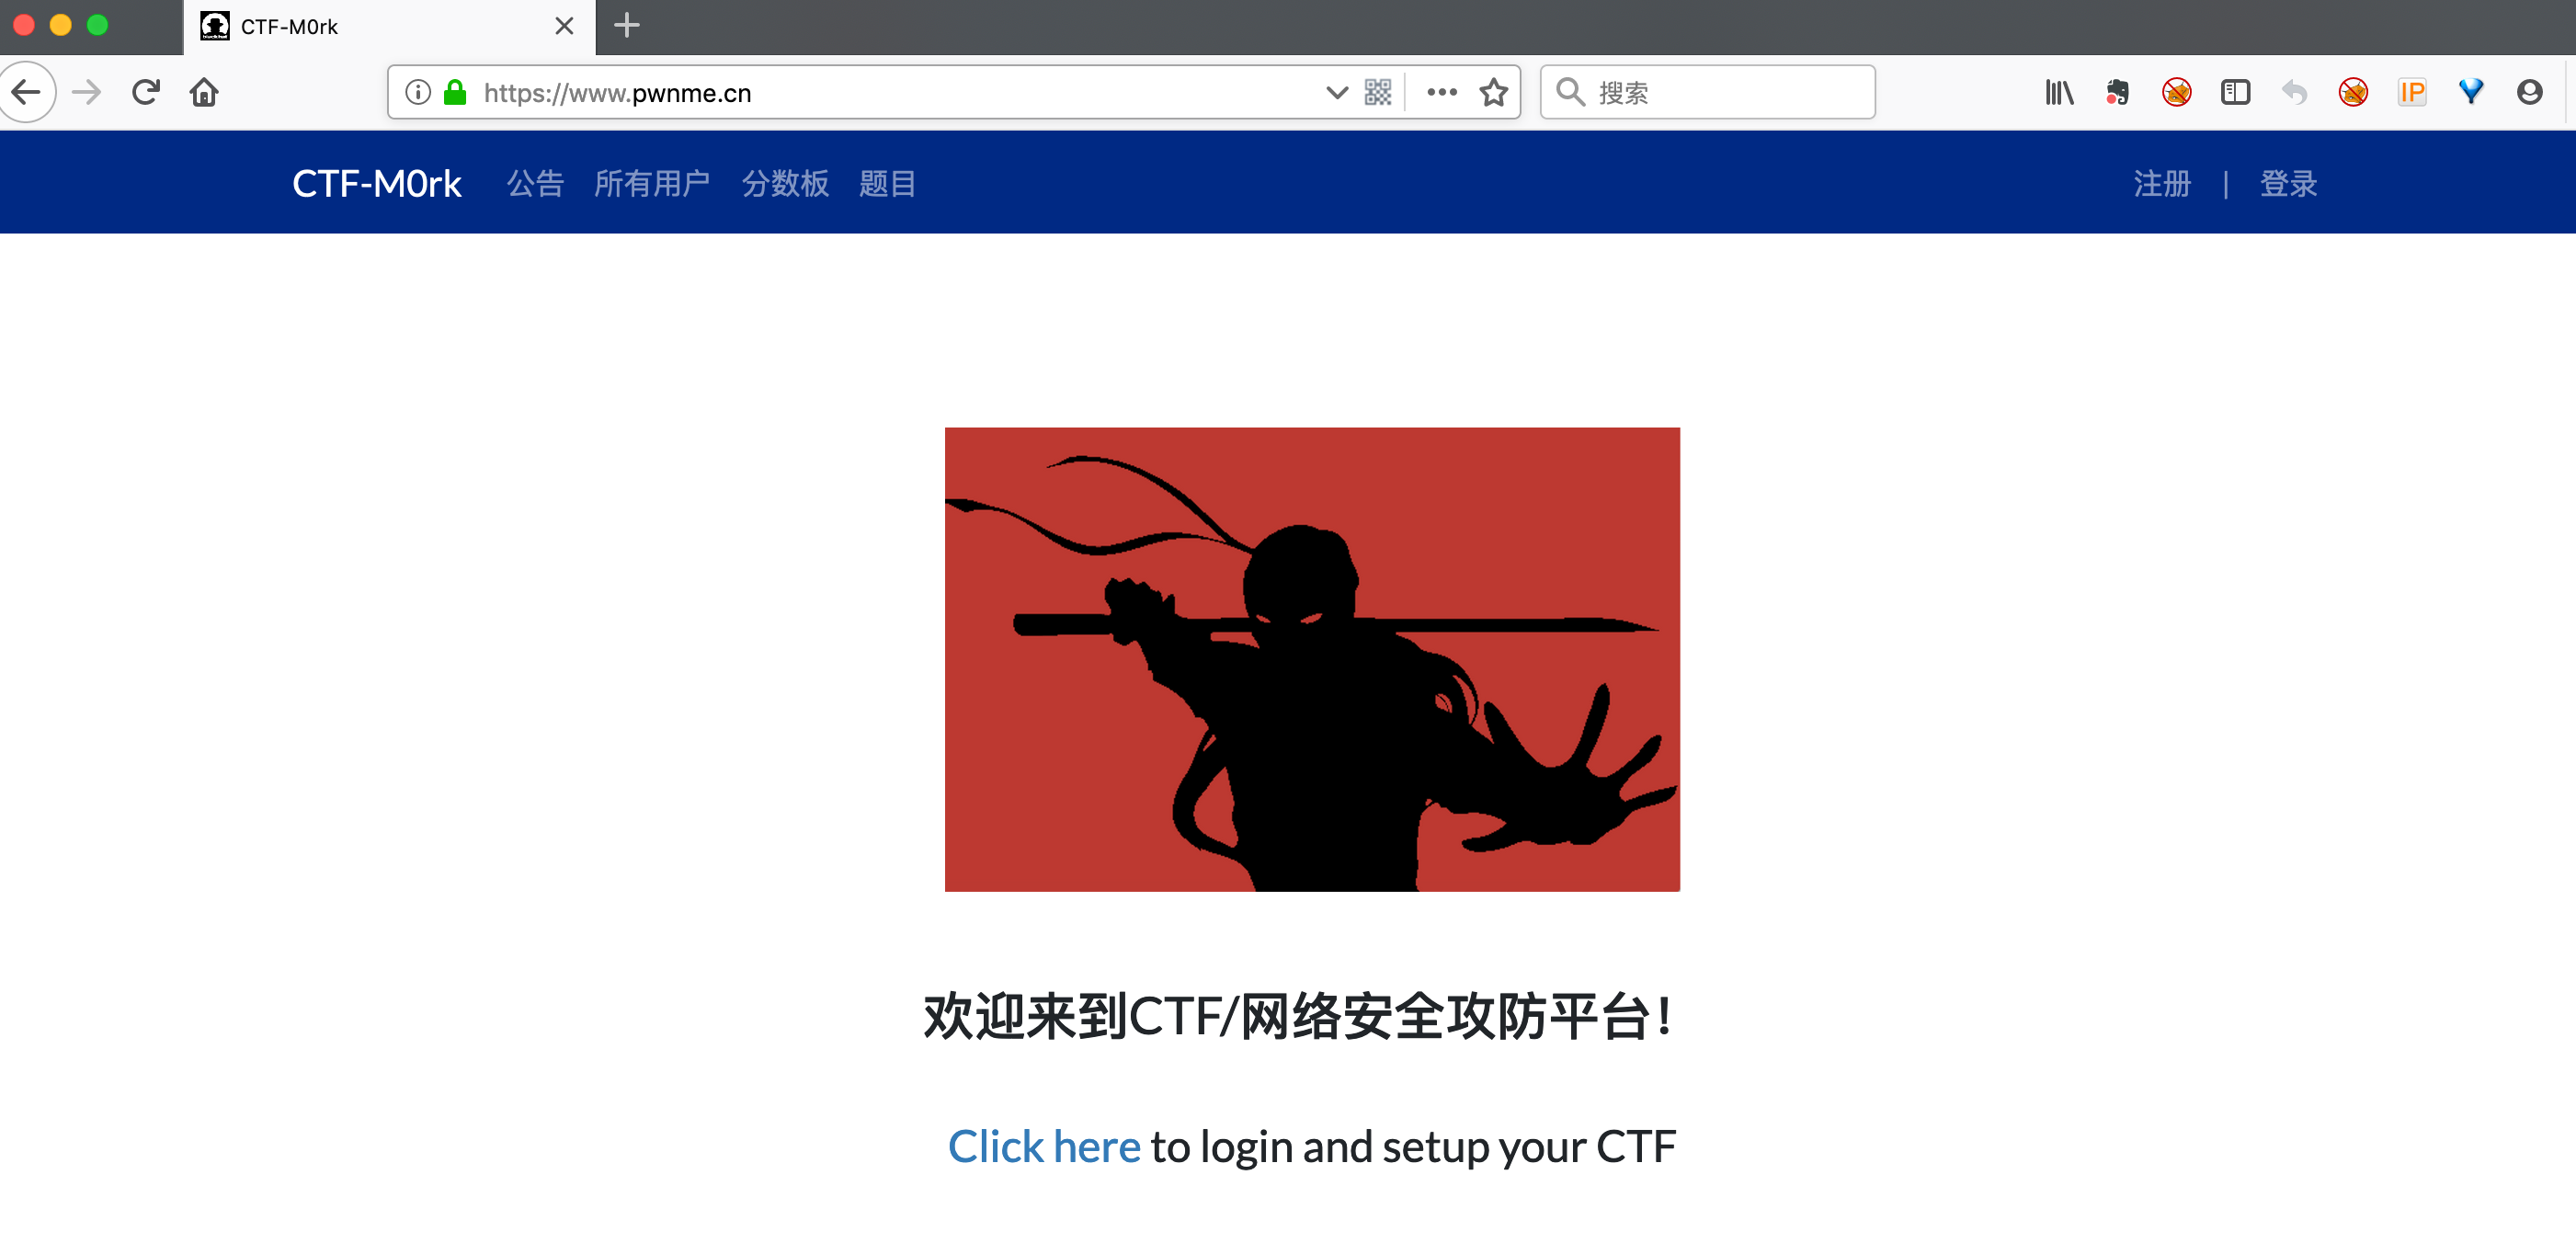 CTF-M0rk
https://www.pwnme.cn
搜索
IP
CTF-M0rk 公告 所有用户 分数板 题目 注册 | 登录
欢迎来到CTF/网络安全攻防平台!
Click here to login and setup your CTF